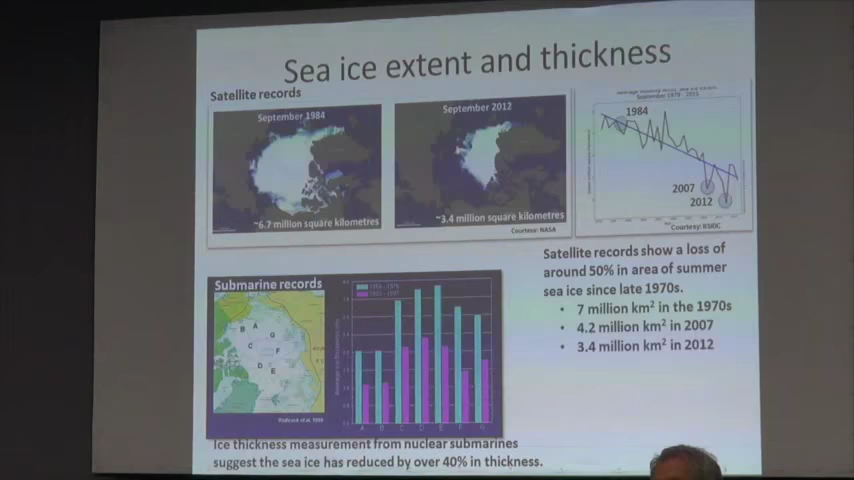 Sea ice extent and thickness
Satellite records
September 1984
~6.7 million square kilometres
September 2012
~3.4 million square kilometres
Courtesy: NASA
September 1979 - 2013
1984
2007
2012
Courtesy: NSIDC
Satellite records show a loss of
around 50% in area of summer
sea ice since late 1970s.
• 7 million km² in the 1970s
• 4.2 million km² in 2007
• 3.4 million km² in 2012
Submarine records
B A
G
C
F
D E
A B C D E F G
Ice thickness measurement from nuclear submarines
suggest the sea ice has reduced by over 40% in thickness.